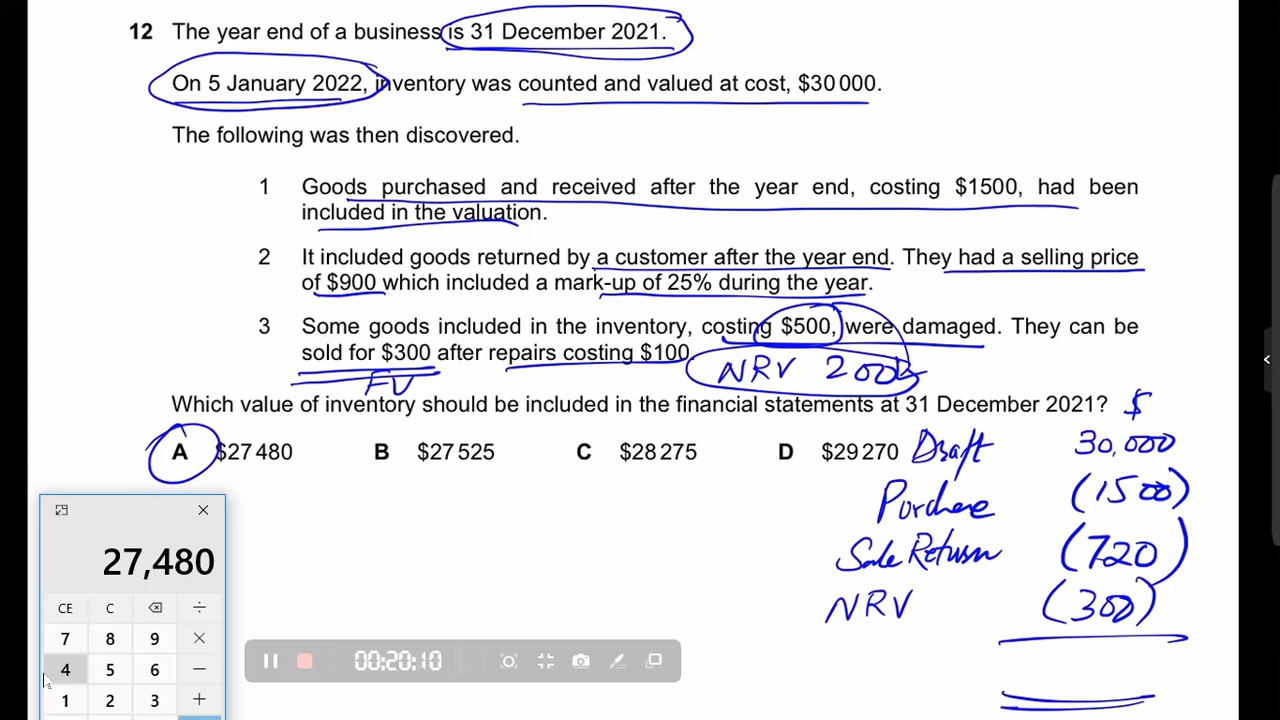 12 The year end of a business is 31 December 2021.
On 5 January 2022, inventory was counted and valued at cost, $30 000.
The following was then discovered.
1 Goods purchased and received after the year end, costing $1500, had been
included in the valuation.
2 It included goods returned by a customer after the year end. They had a selling price
of $900 which included a mark-up of 25% during the year.
3 Some goods included in the inventory, costing $500, were damaged. They can be
sold for $300 after repairs costing $100
NRV 200
FV
Which value of inventory should be included in the financial statements at 31 December 2021? $
A $27 480 B $27 525 C $28 275 D $29 270
Draft 30,000
Purchase (1500)
Sale Return (720)
NRV (300)
27,480
CE C ÷
7 8 9 ×
4 5 6 −
1 2 3 +
00:20:10